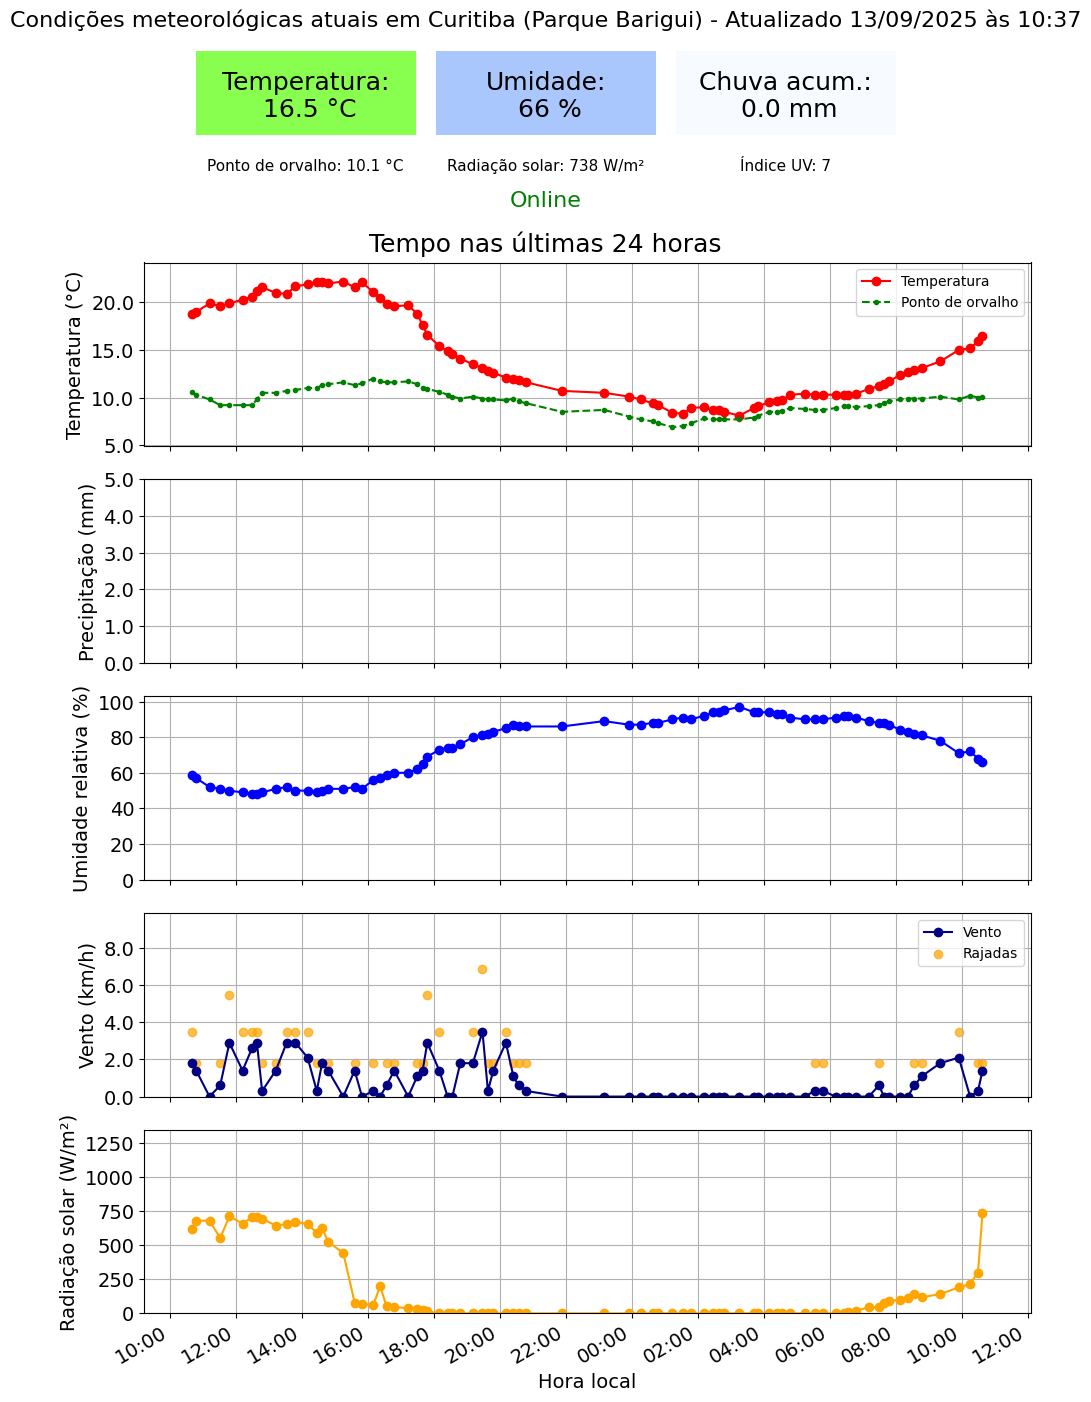 Condições meteorológicas atuais em Curitiba (Parque Barigui) - Atualizado 13/09/2025 às 10:37
Temperatura:
16.5 °C
Umidade:
66 %
Chuva acum.:
0.0 mm
Ponto de orvalho: 10.1 °C
Radiação solar: 738 W/m²
Índice UV: 7
Online
Tempo nas últimas 24 horas
Temperatura (°C)
20.0
15.0
10.0
5.0
Temperatura
Ponto de orvalho
Precipitação (mm)
5.0
4.0
3.0
2.0
1.0
0.0
Umidade relativa (%)
100
80
60
40
20
0
Vento (km/h)
8.0
6.0
4.0
2.0
0.0
Vento
Rajadas
Radiação solar (W/m²)
1250
1000
750
500
250
0
10:00
12:00
14:00
16:00
18:00
20:00
22:00
00:00
02:00
04:00
06:00
08:00
10:00
12:00
Hora local